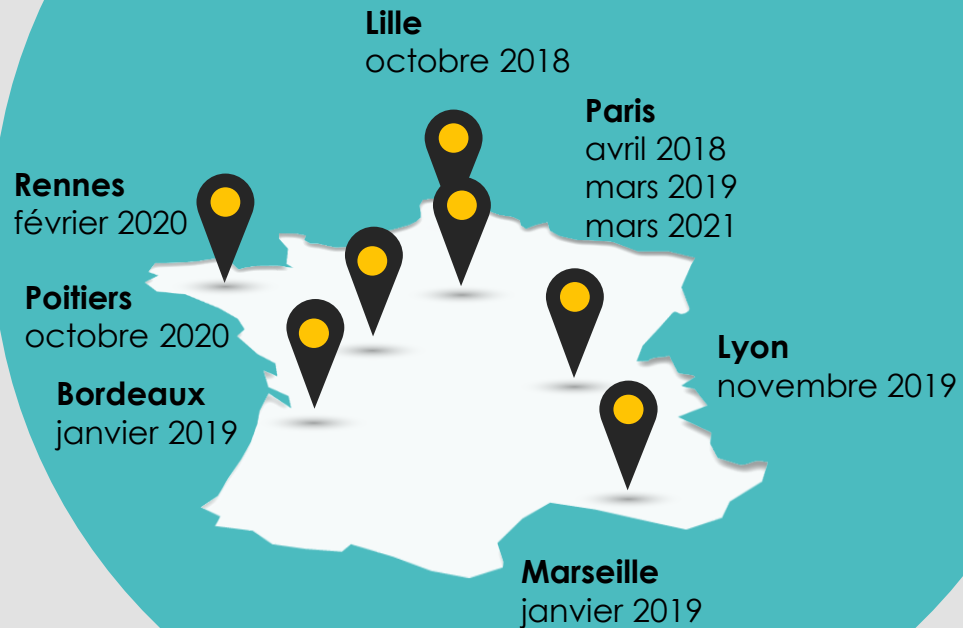 Lille
octobre 2018
Paris
avril 2018
mars 2019
mars 2021
Rennes
février 2020
Poitiers
octobre 2020
Bordeaux
janvier 2019
Lyon
novembre 2019
Marseille
janvier 2019